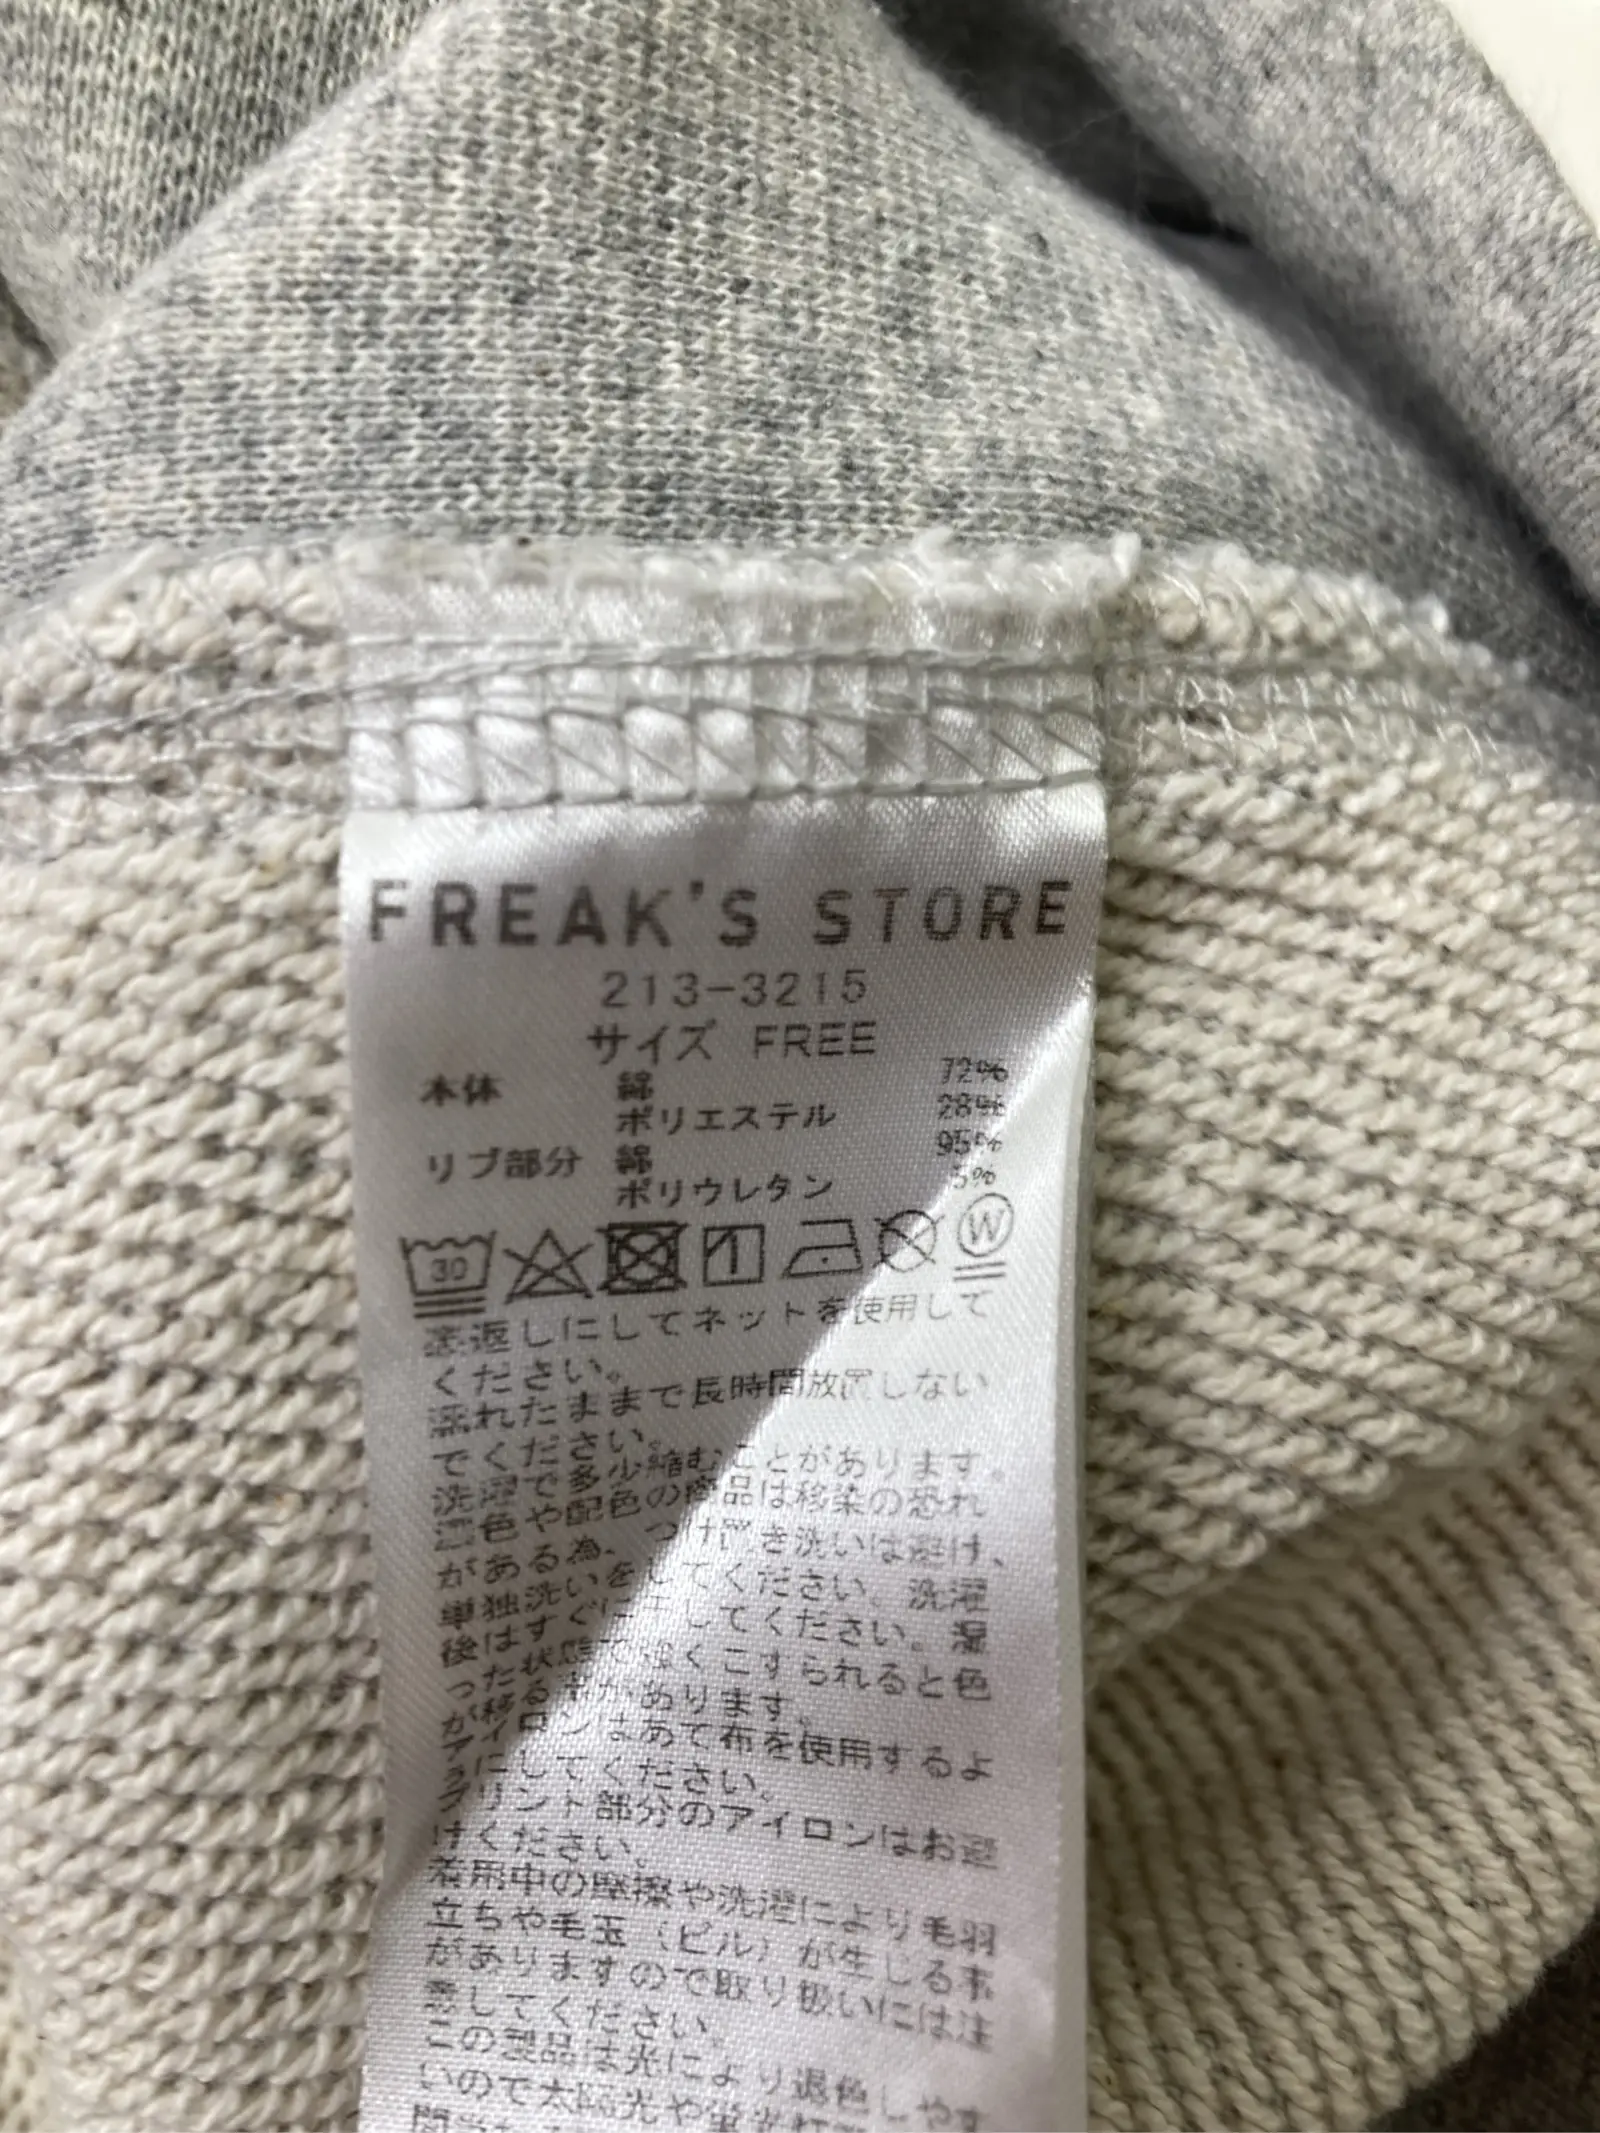 FREAK'S STORE
213-3215
サイズ FREE
本体 綿 72%
ポリエステル 28%
リブ部分 綿 95%
ポリウレタン 5%
30 W
裏返しにしてネットを使用して
ください。
濡れたままで長時間放置しない
でください。
洗濯で多少縮むことがあります。
濃色や配色の商品は移染の恐れ
がある為、つけ置き洗いは避け、
単独洗いをしてください。洗濯
後はすぐに干してください。湿
った状態で強くこすられると色
が移る事があります。
アイロンはあて布を使用するよ
うにしてください。
プリント部分のアイロンはお避
けください。
着用中の摩擦や洗濯により毛羽
立ちや毛玉(ピル)が生じる事
がありますので取り扱いには注
意してください。
この製品は光により退色しやす
いので太陽光や蛍光灯